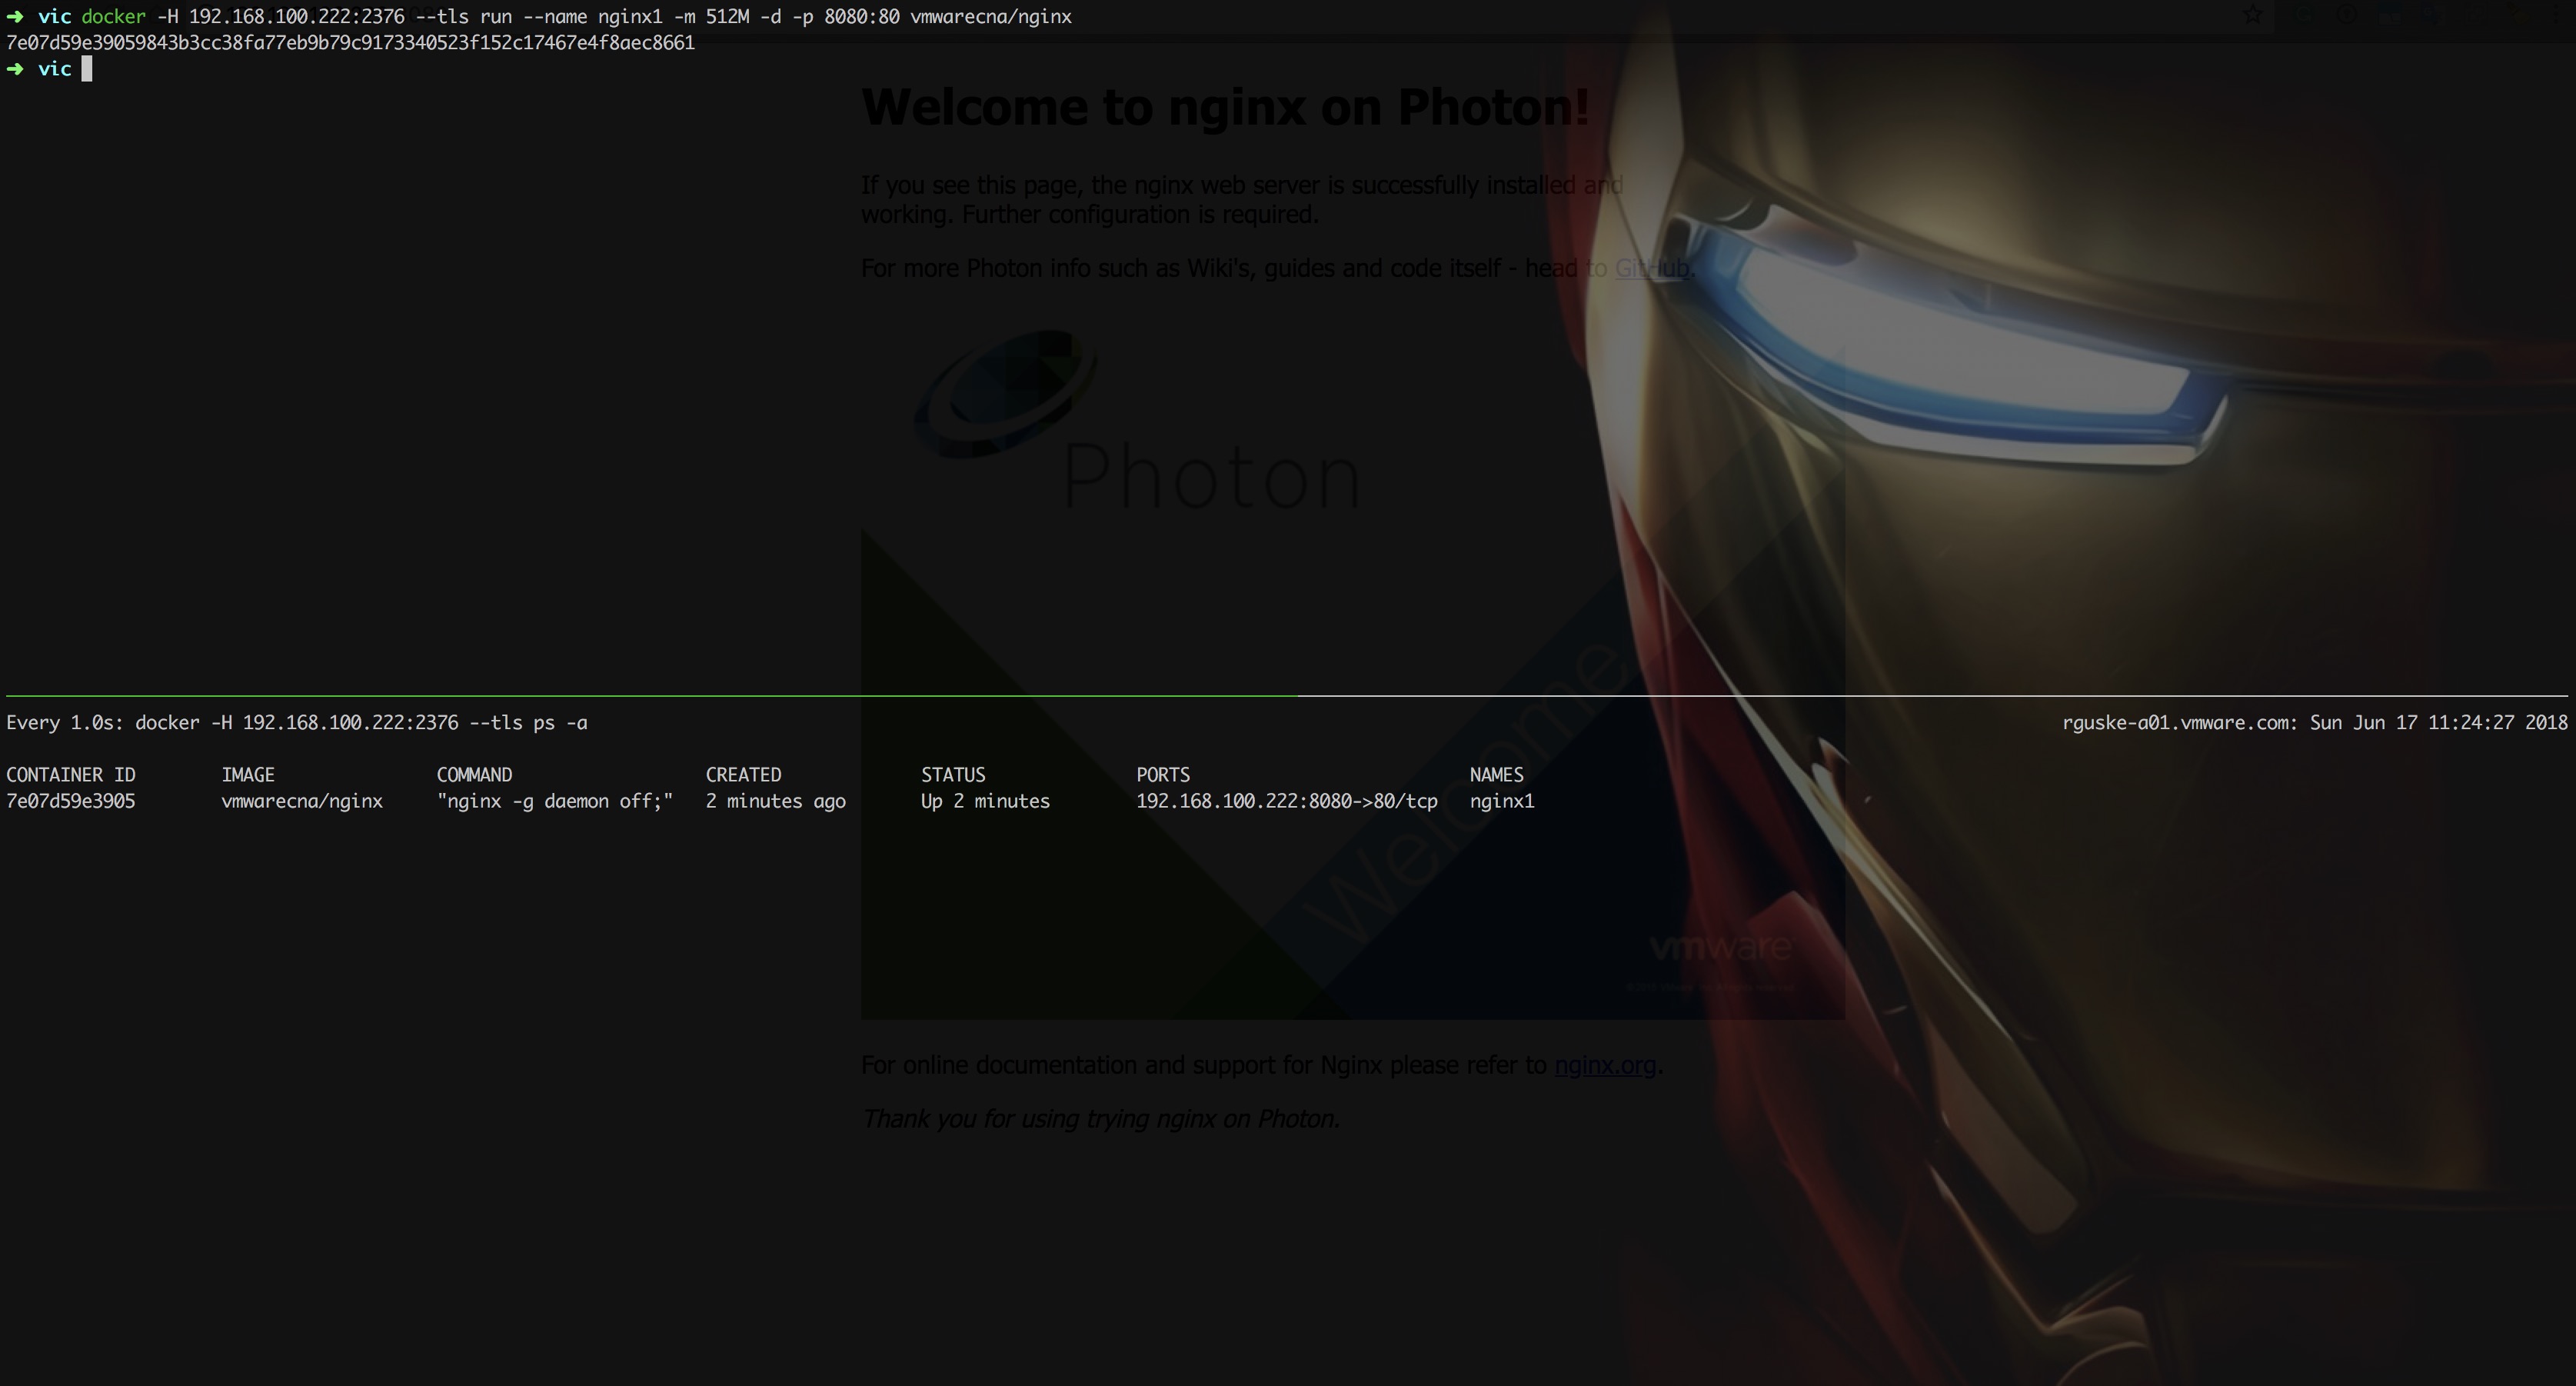 ➜ vic docker -H 192.168.100.222:2376 --tls run --name nginx1 -m 512M -d -p 8080:80 vmwarecna/nginx
7e07d59e39059843b3cc38fa77eb9b79c9173340523f152c17467e4f8aec8661
➜ vic
Welcome to nginx on Photon!
If you see this page, the nginx web server is successfully installed and
working. Further configuration is required.
For more Photon info such as Wiki's, guides and code itself - head to GitHub.
Photon
Every 1.0s: docker -H 192.168.100.222:2376 --tls ps -a rguske-a01.vmware.com: Sun Jun 17 11:24:27 2018
CONTAINER ID IMAGE COMMAND CREATED STATUS PORTS NAMES
7e07d59e3905 vmwarecna/nginx "nginx -g daemon off;" 2 minutes ago Up 2 minutes 192.168.100.222:8080->80/tcp nginx1
Welcome
vmware
For online documentation and support for Nginx please refer to nginx.org.
Thank you for using trying nginx on Photon.